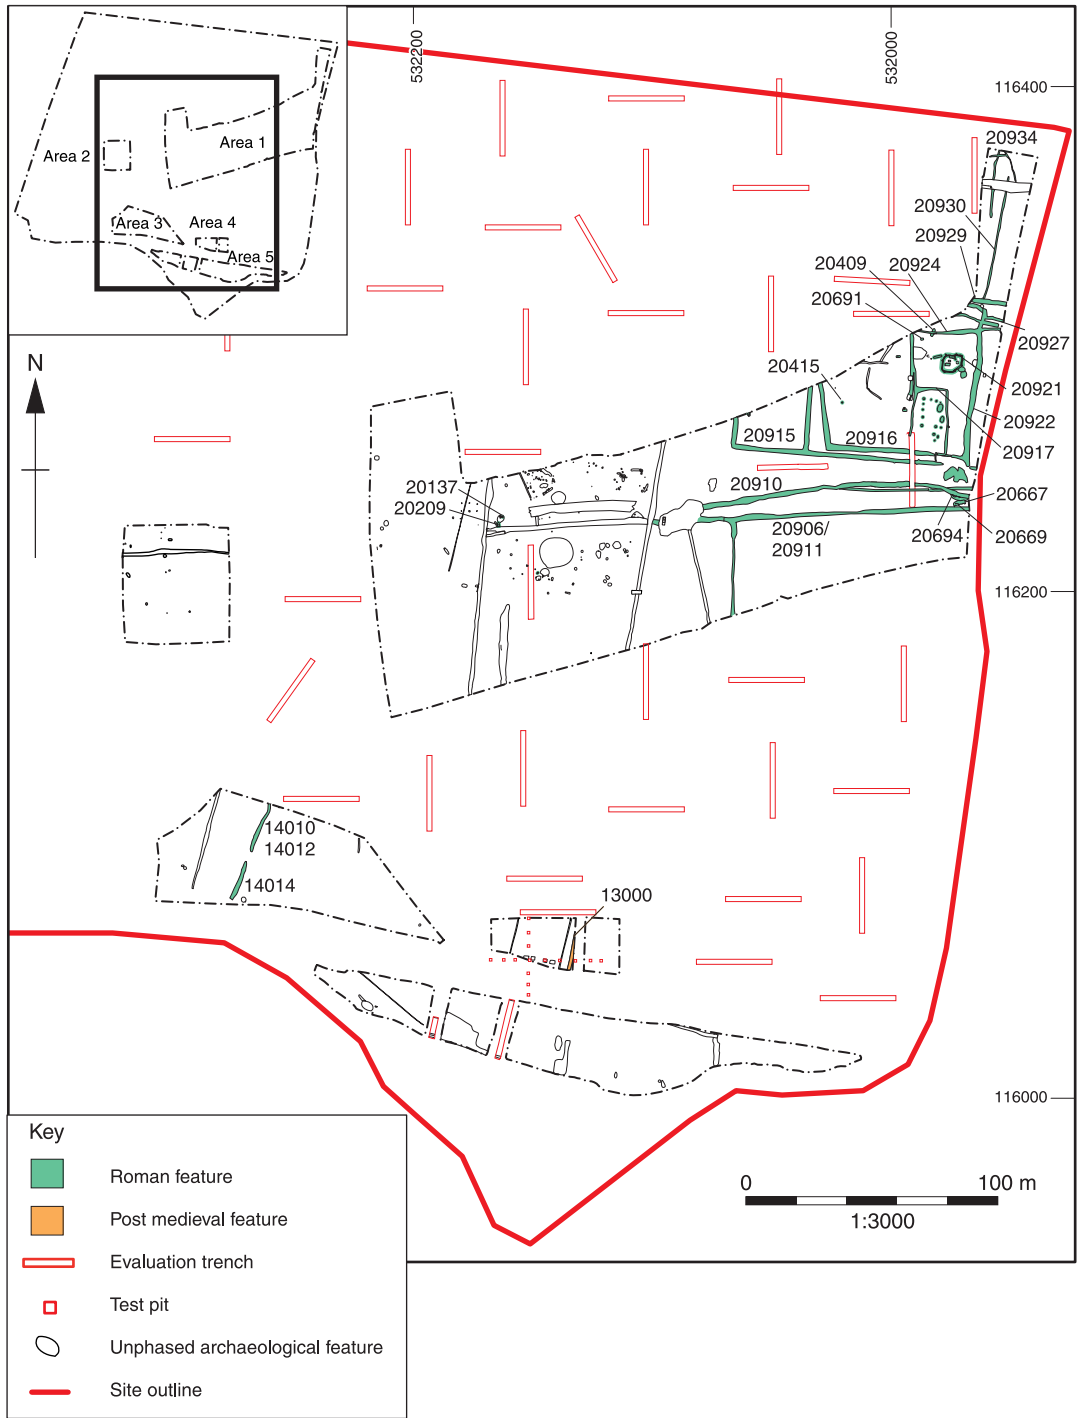 532200
532000
116400
Area 1
Area 2
Area 3
Area 4
Area 5
20934
20930
20929
20409
20924
20691
20927
20415
20921
20922
20915
20916
20917
20910
20137
20209
20667
20906/
20911
20694
20669
N
116200
14010
14012
14014
13000
116000
Key
Roman feature
Post medieval feature
Evaluation trench
Test pit
Unphased archaeological feature
Site outline
0
100 m
1:3000